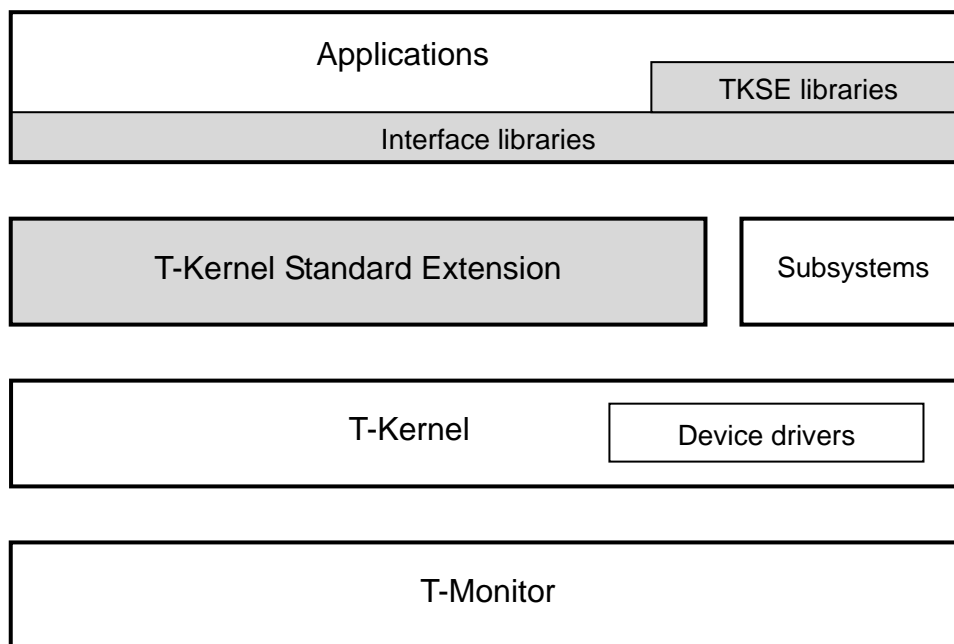 Applications
TKSE libraries
Interface libraries
T-Kernel Standard Extension
Subsystems
T-Kernel
Device drivers
T-Monitor